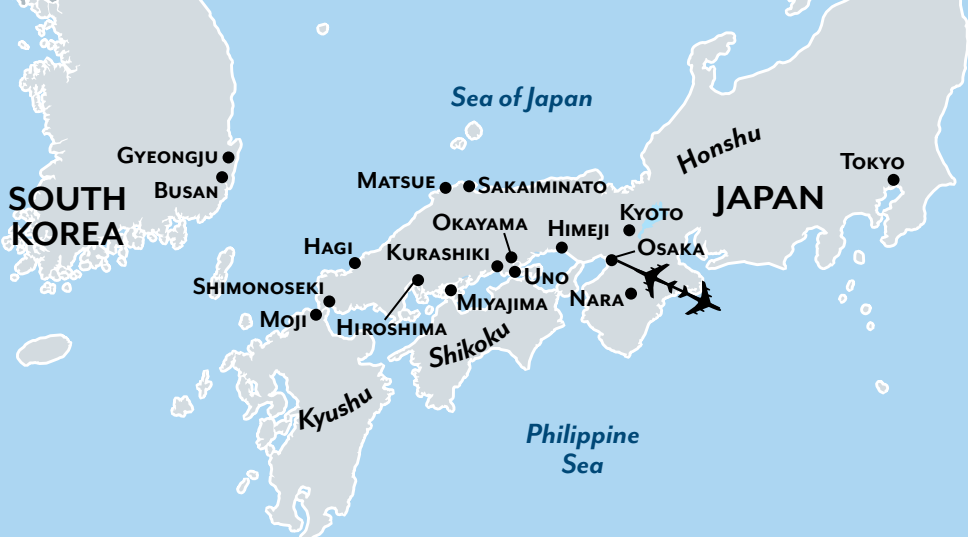 Sea of Japan
Honshu
GYEONGJU
BUSAN
SOUTH
KOREA
TOKYO
MATSUE
SAKAIMINATO
JAPAN
OKAYAMA
HIMEJI
KYOTO
HAGI
KURASHIKI
OSAKA
UNO
SHIMONOSEKI
NARA
MIYAJIMA
MOJI
HIROSHIMA
Shikoku
Kyushu
Philippine
Sea